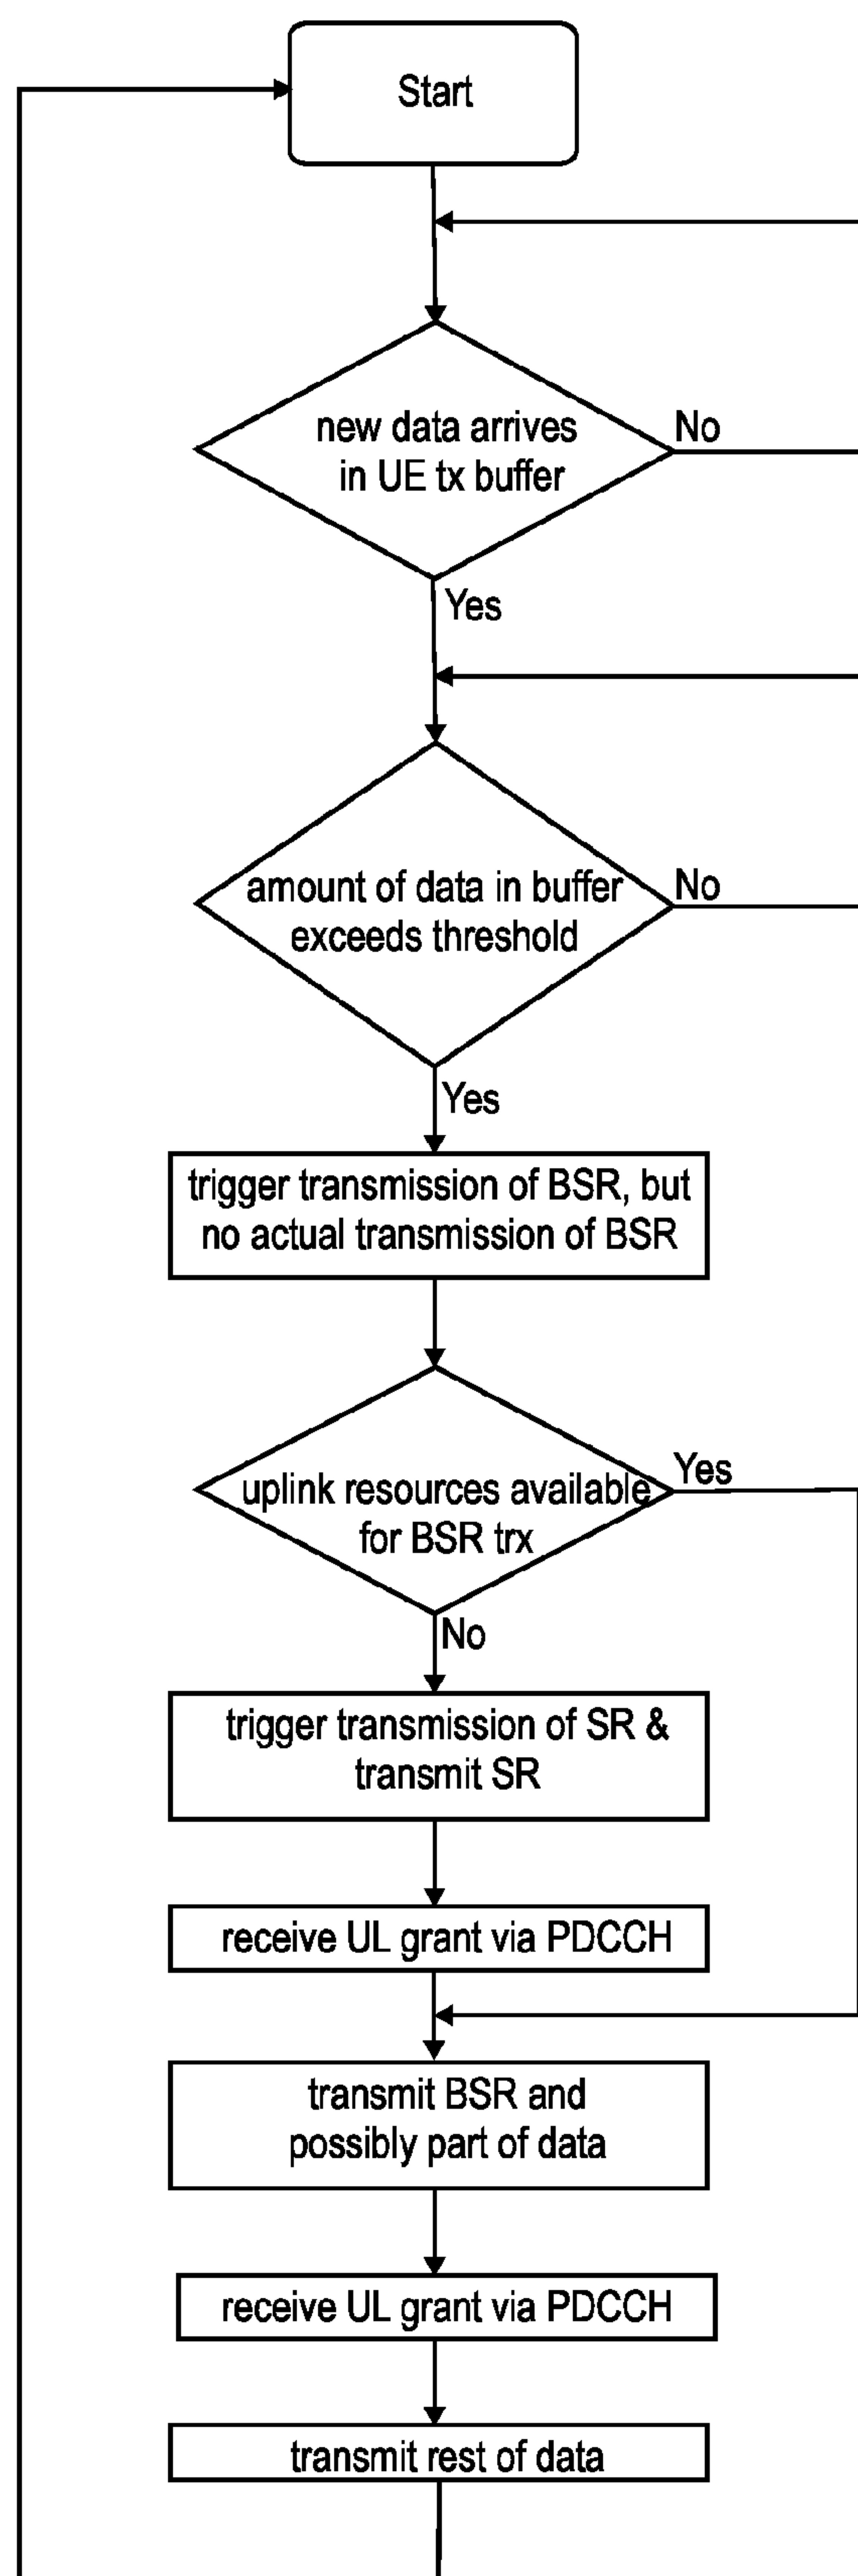 Start
new data arrives
in UE tx buffer
No
Yes
amount of data in buffer
exceeds threshold
No
Yes
trigger transmission of BSR, but
no actual transmission of BSR
uplink resources available
for BSR trx
Yes
No
trigger transmission of SR &
transmit SR
receive UL grant via PDCCH
transmit BSR and
possibly part of data
receive UL grant via PDCCH
transmit rest of data